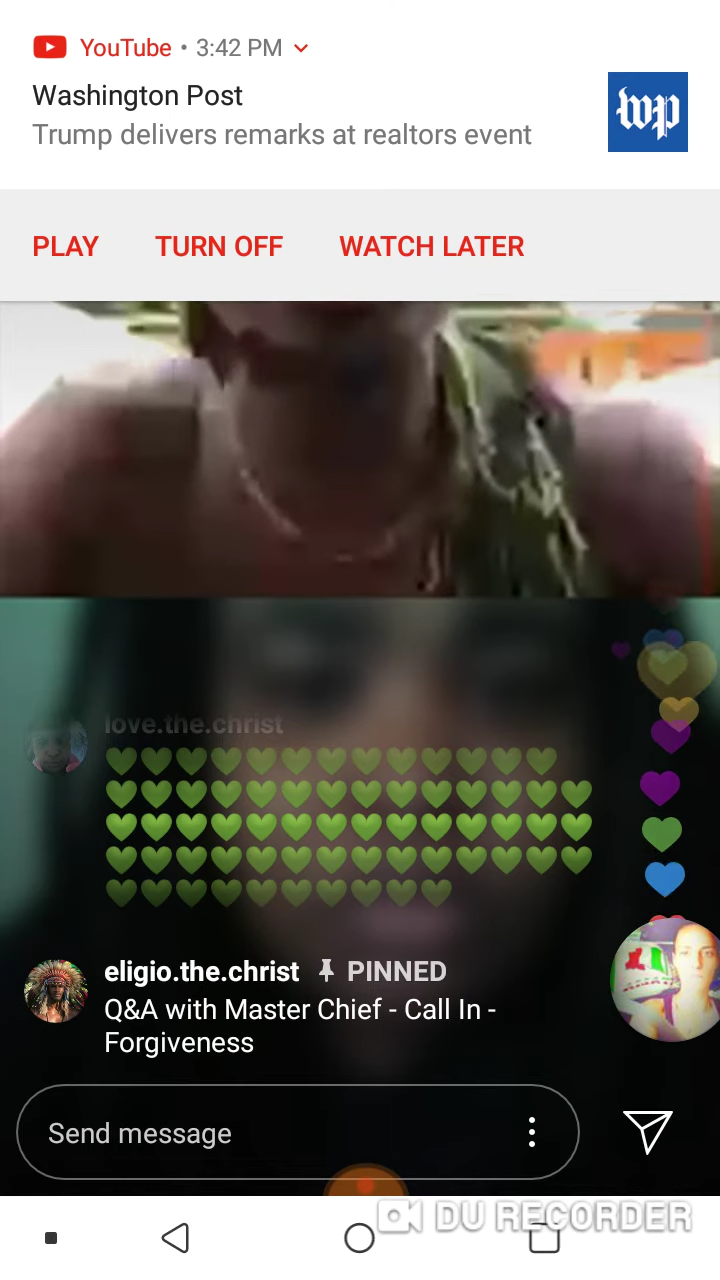 YouTube • 3:42 PM
Washington Post
Trump delivers remarks at realtors event
wp
PLAY TURN OFF WATCH LATER
love.the.christ
eligio.the.christ PINNED
Q&A with Master Chief - Call In -
Forgiveness
Send message
DU RECORDER